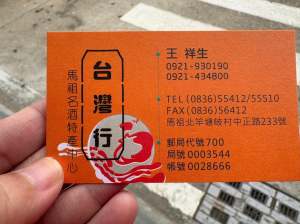 台灣行
馬祖名酒特產中心
王 祥生
0921-930190
0921-434800
TEL(0836)55412/55510
FAX(0836)56412
馬祖北竿塘岐村中正路233號
郵局代號700
局號0003544
帳號0028666